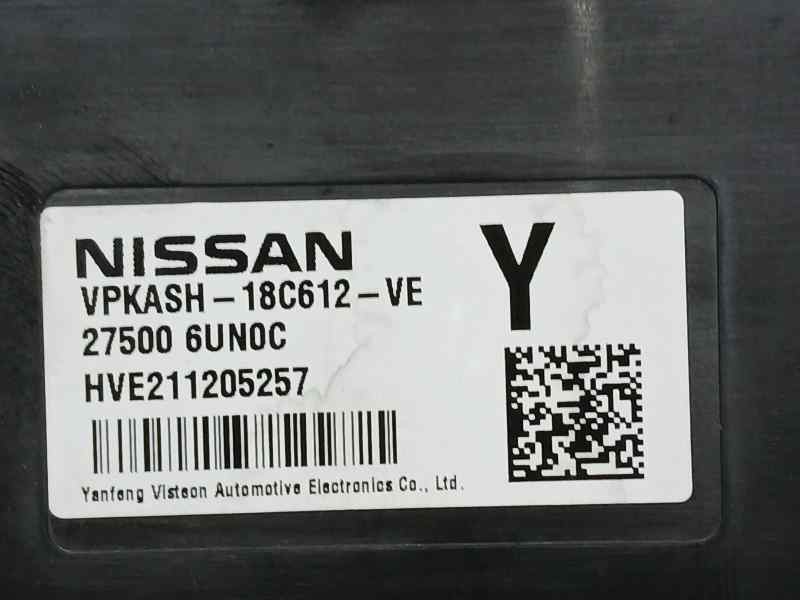 NISSAN
Y
VPKASH-18C612-VE
27500 6UN0C
HVE211205257
Yanfeng Visteon Automotive Electronics Co., Ltd.